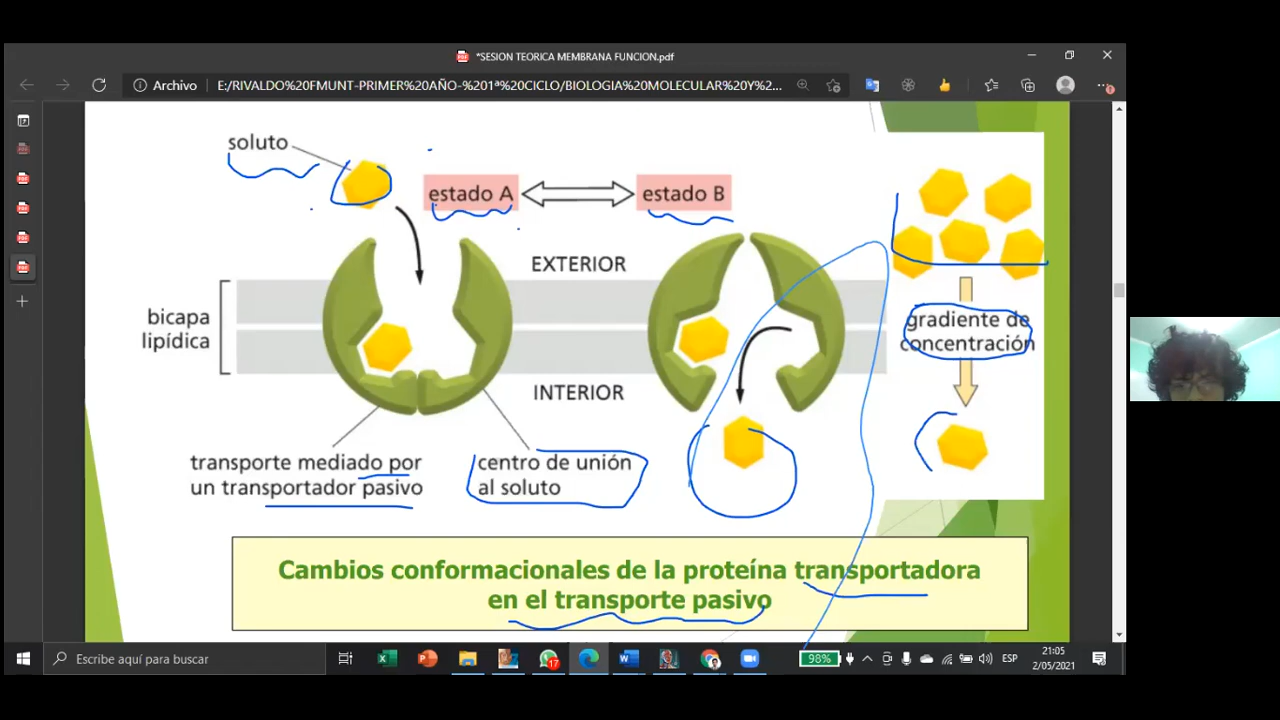 *SESION TEORICA MEMBRANA FUNCION.pdf
Archivo
E:/RIVALDO%20FMUNT-PRIMER%20AÑO-%201ª%20CICLO/BIOLOGIA%20MOLECULAR%20Y%2...
soluto
estado A
estado B
EXTERIOR
bicapa
lipídica
gradiente de
concentración
INTERIOR
transporte mediado por
un transportador pasivo
centro de unión
al soluto
Cambios conformacionales de la proteína transportadora
en el transporte pasivo
Escribe aquí para buscar
17
98%
ESP
21:05
2/05/2021